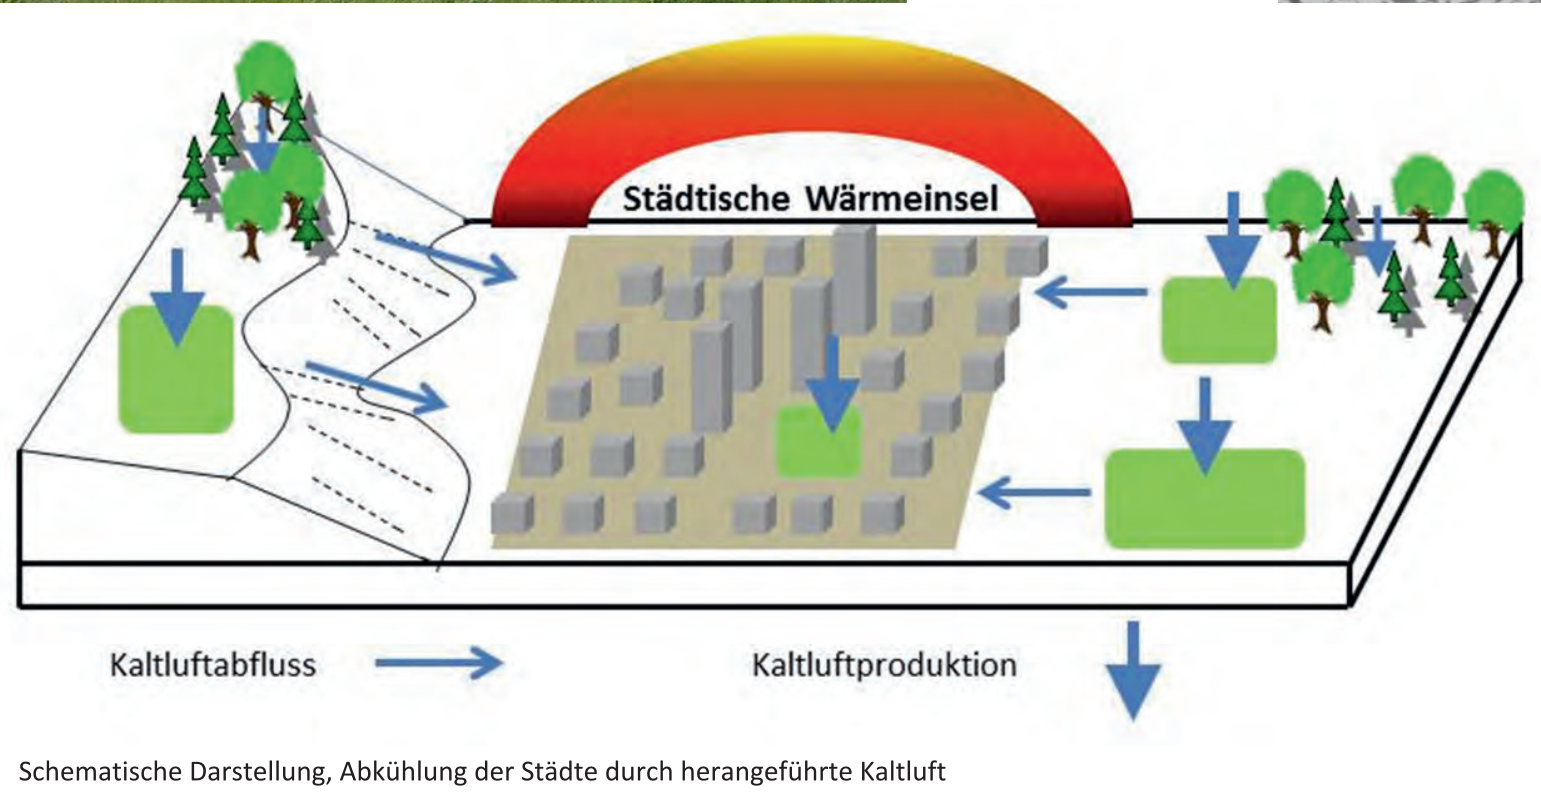 Städtische Wärmeinsel
Kaltluftabfluss
Kaltluftproduktion
Schematische Darstellung, Abkühlung der Städte durch herangeführte Kaltluft